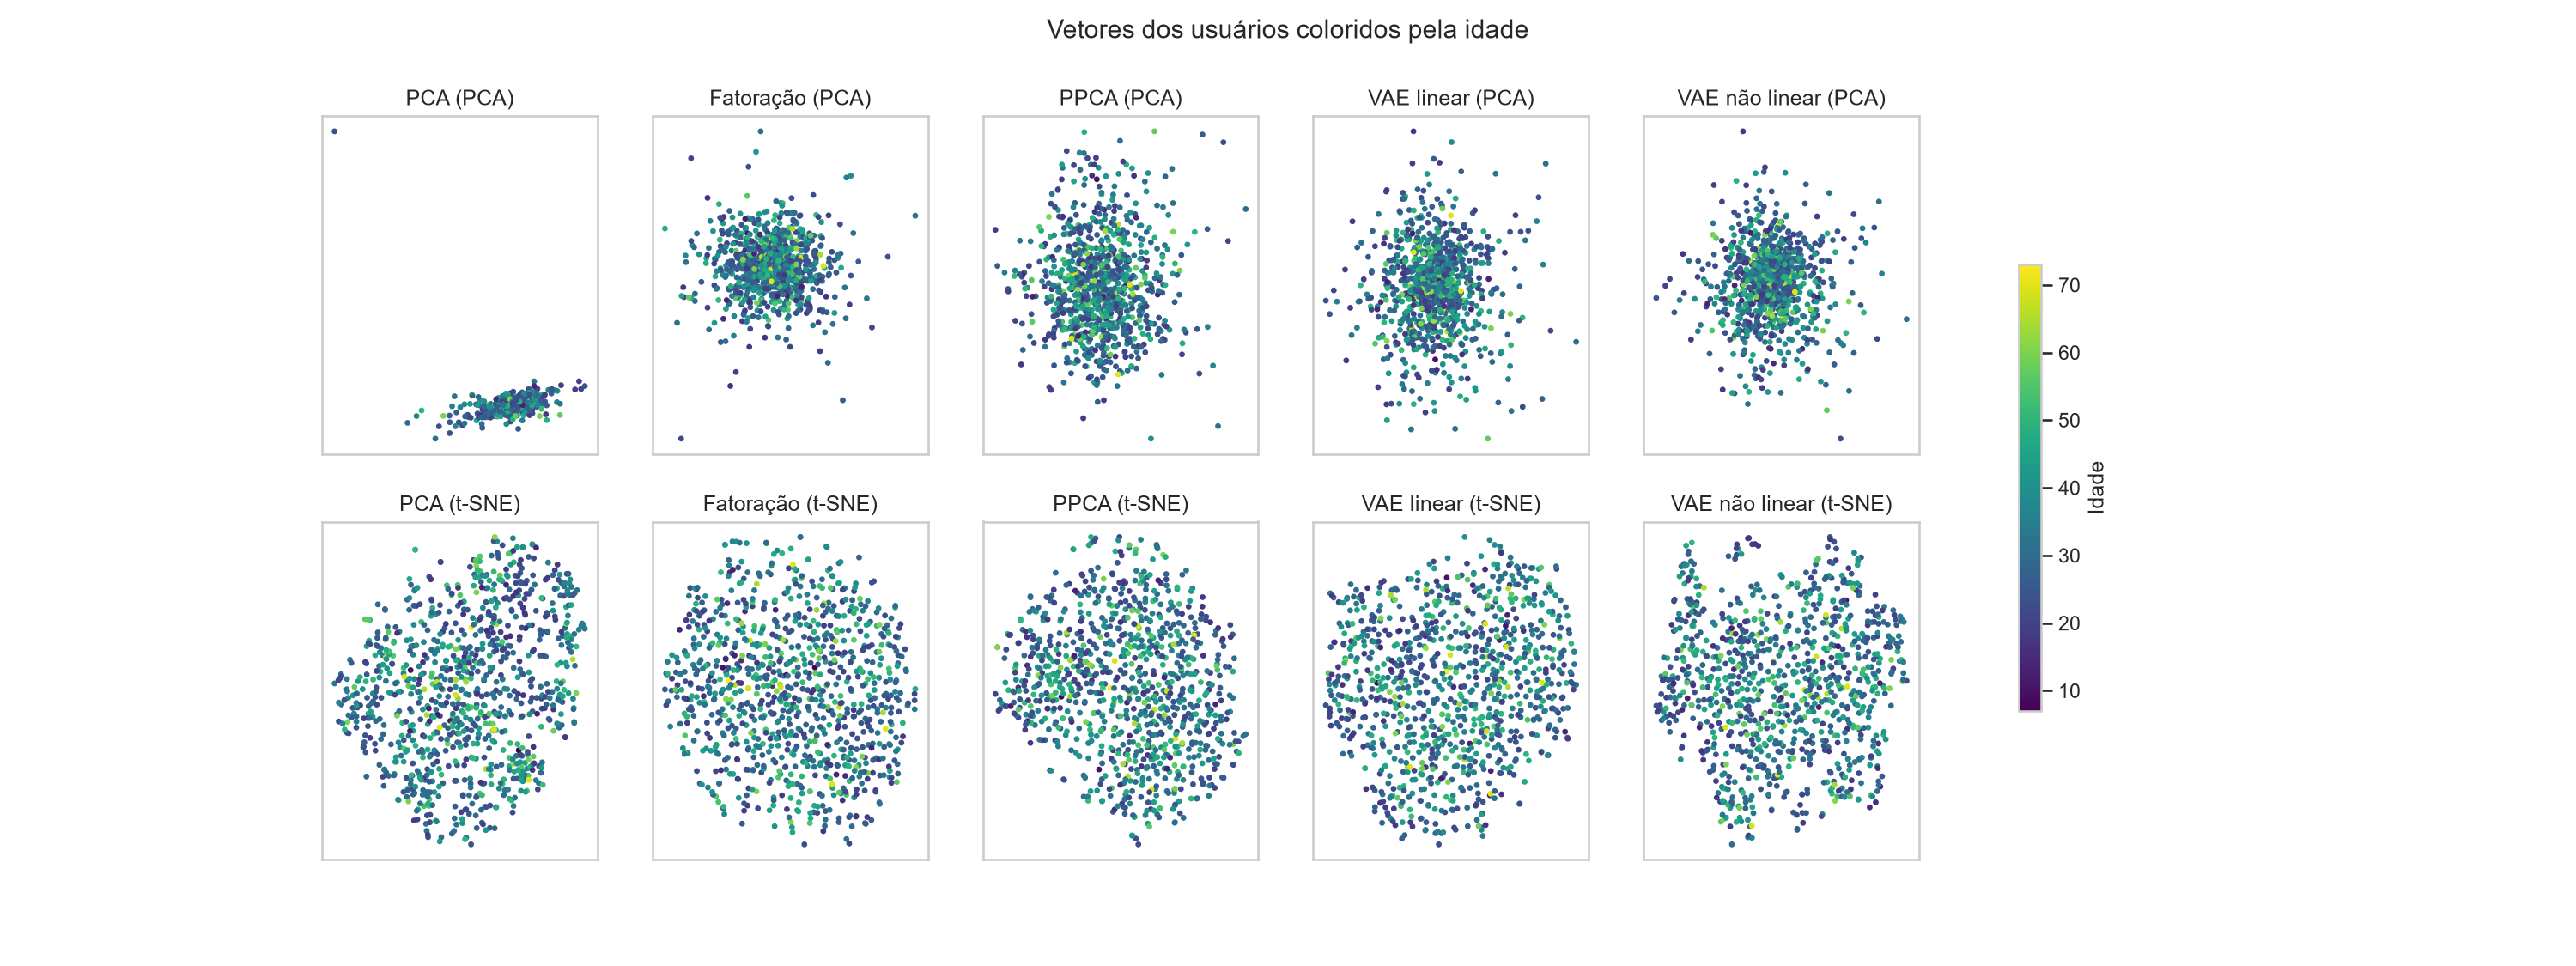 Vetores dos usuários coloridos pela idade
PCA (PCA)
Fatoração (PCA)
PPCA (PCA)
VAE linear (PCA)
VAE não linear (PCA)
PCA (t-SNE)
Fatoração (t-SNE)
PPCA (t-SNE)
VAE linear (t-SNE)
VAE não linear (t-SNE)
70
60
50
40
30
20
10
Idade